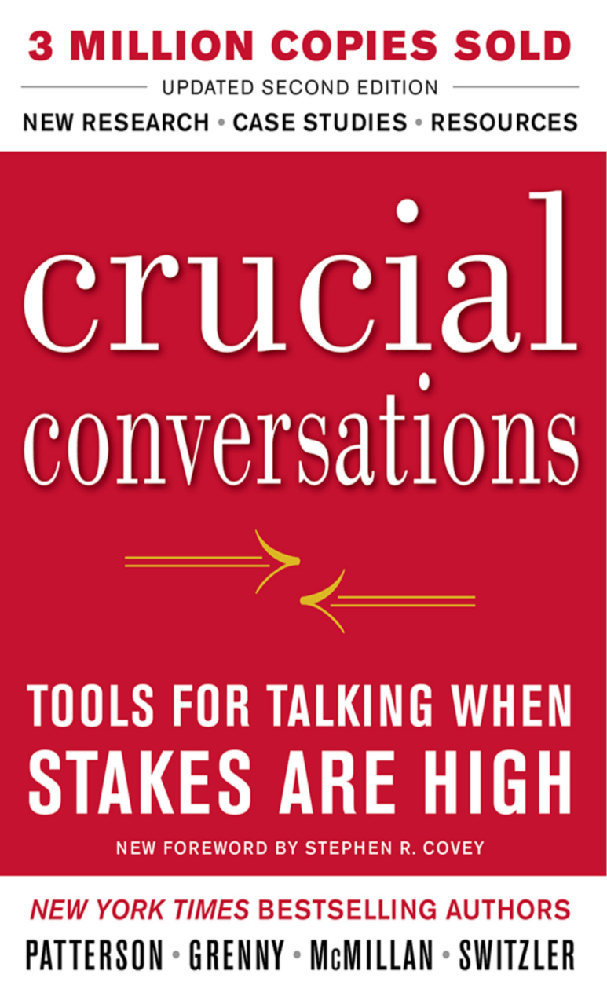 3 MILLION COPIES SOLD
UPDATED SECOND EDITION
NEW RESEARCH • CASE STUDIES • RESOURCES
crucial
conversations
TOOLS FOR TALKING WHEN
STAKES ARE HIGH
NEW FOREWORD BY STEPHEN R. COVEY
NEW YORK TIMES BESTSELLING AUTHORS
PATTERSON • GRENNY • McMILLAN • SWITZLER